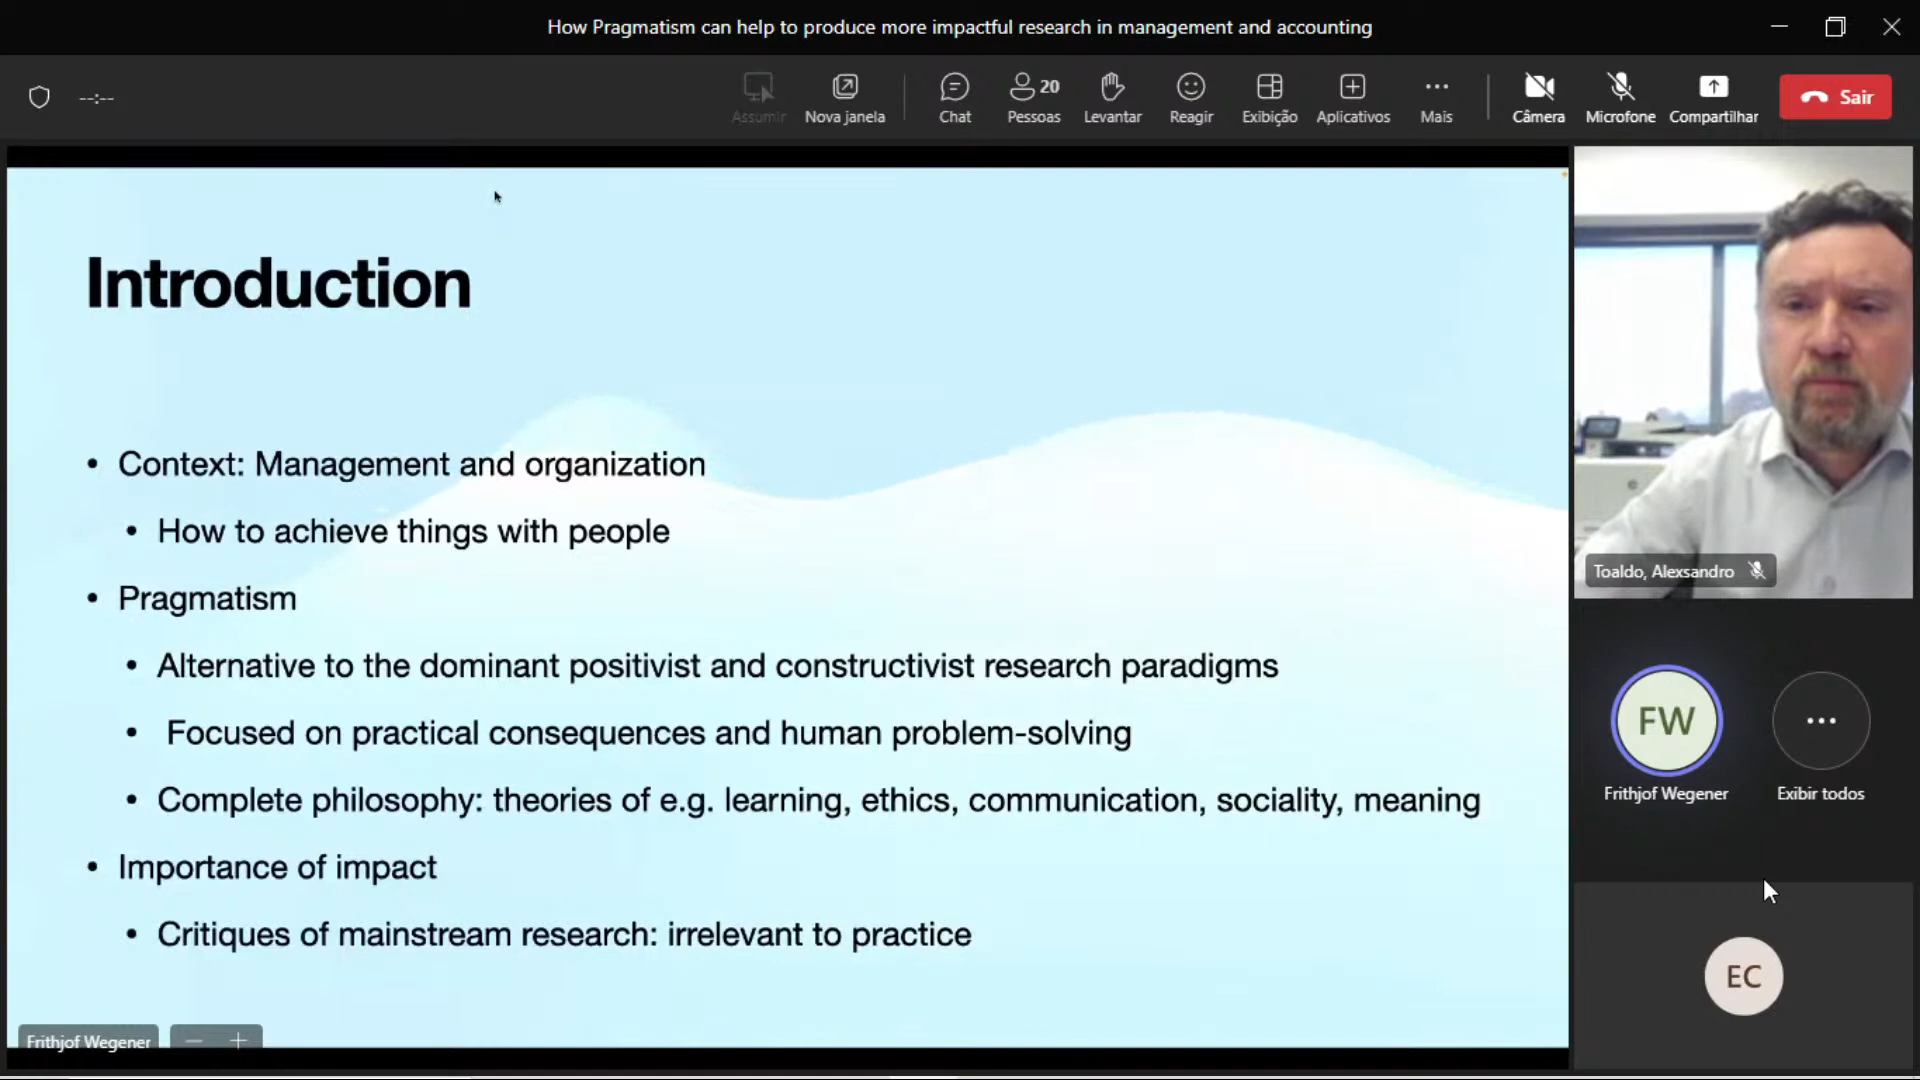 How Pragmatism can help to produce more impactful research in management and accounting
--:--
Assumir
Nova janela
Chat
20
Pessoas
Levantar
Reagir
Exibição
Aplicativos
Mais
Câmera
Microfone
Compartilhar
Sair
Introduction
• Context: Management and organization
• How to achieve things with people
• Pragmatism
• Alternative to the dominant positivist and constructivist research paradigms
• Focused on practical consequences and human problem-solving
• Complete philosophy: theories of e.g. learning, ethics, communication, sociality, meaning
• Importance of impact
• Critiques of mainstream research: irrelevant to practice
Frithjof Wegener
Toaldo, Alexsandro
FW
Frithjof Wegener
Exibir todos
EC